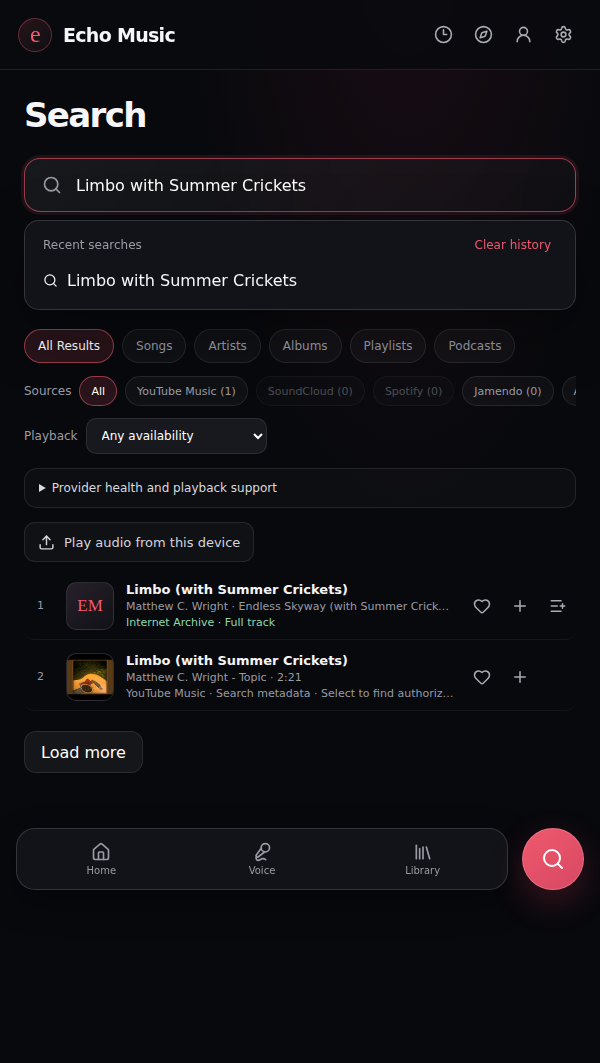 e Echo Music
Search
Limbo with Summer Crickets
Recent searches Clear history
Limbo with Summer Crickets
All Results Songs Artists Albums Playlists Podcasts
Sources All YouTube Music (1) SoundCloud (0) Spotify (0) Jamendo (0)
Playback Any availability
Provider health and playback support
Play audio from this device
1 EM Limbo (with Summer Crickets)
Matthew C. Wright · Endless Skyway (with Summer Crick...
Internet Archive · Full track
2 Limbo (with Summer Crickets)
Matthew C. Wright - Topic · 2:21
YouTube Music · Search metadata · Select to find authoriz...
Load more
Home Voice Library